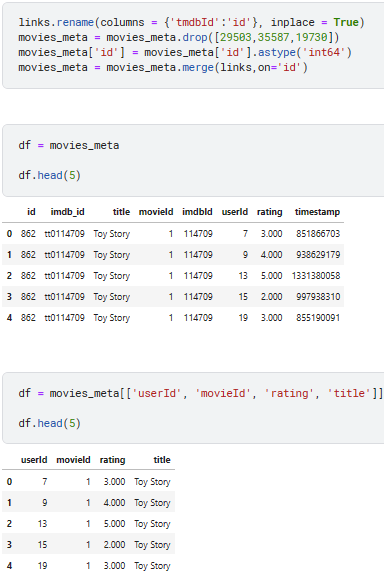 links.rename(columns = {'tmdbId':'id'}, inplace = True)
movies_meta = movies_meta.drop([29503,35587,19730])
movies_meta['id'] = movies_meta['id'].astype('int64')
movies_meta = movies_meta.merge(links,on='id')
df = movies_meta
df.head(5)
id imdb_id title movieId imdbId userId rating timestamp
0 862 tt0114709 Toy Story 1 114709 7 3.000 851866703
1 862 tt0114709 Toy Story 1 114709 9 4.000 938629179
2 862 tt0114709 Toy Story 1 114709 13 5.000 1331380058
3 862 tt0114709 Toy Story 1 114709 15 2.000 997938310
4 862 tt0114709 Toy Story 1 114709 19 3.000 855190091
df = movies_meta[['userId', 'movieId', 'rating', 'title']]
df.head(5)
userId movieId rating title
0 7 1 3.000 Toy Story
1 9 1 4.000 Toy Story
2 13 1 5.000 Toy Story
3 15 1 2.000 Toy Story
4 19 1 3.000 Toy Story